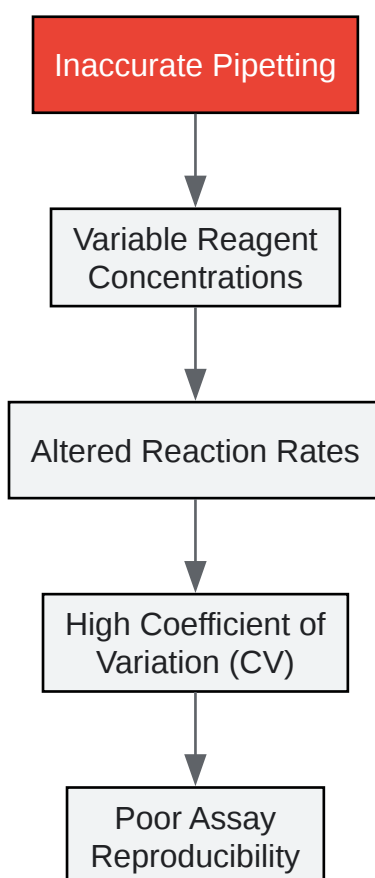 Inaccurate Pipetting
Variable Reagent
Concentrations
Altered Reaction Rates
High Coefficient of
Variation (CV)
Poor Assay
Reproducibility